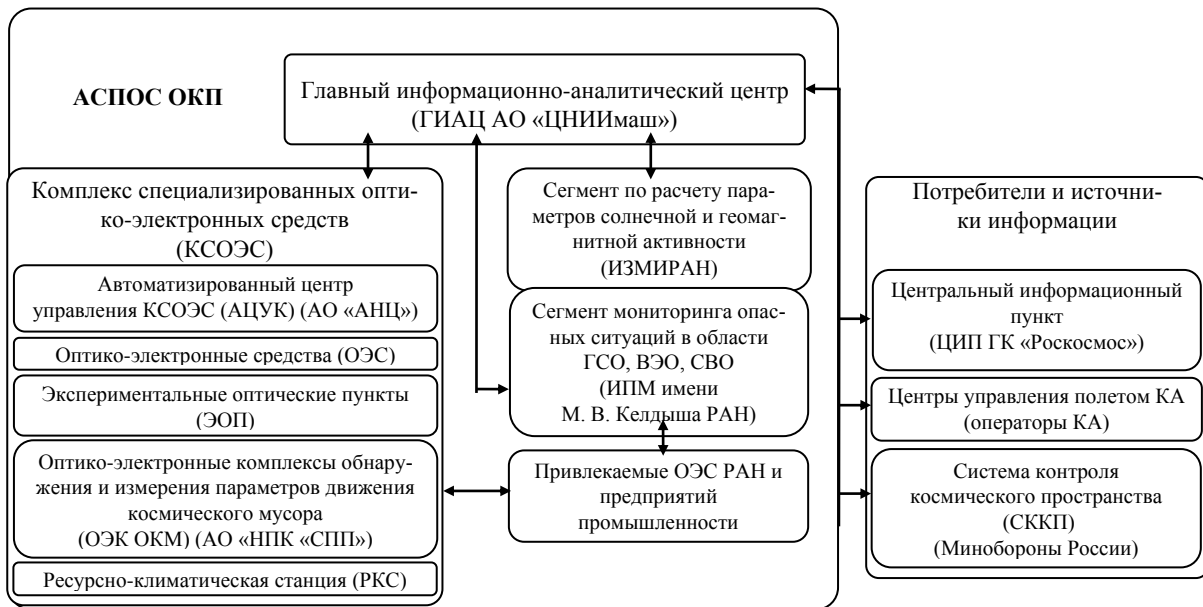 АСПОС ОКП
Главный информационно-аналитический центр
(ГИАЦ АО «ЦНИИмаш»)
Комплекс специализированных опти-
ко-электронных средств
(КСОЭС)
Автоматизированный центр
управления КСОЭС (АЦУК) (АО «АНЦ»)
Оптико-электронные средства (ОЭС)
Экспериментальные оптические пункты
(ЭОП)
Оптико-электронные комплексы обнару-
жения и измерения параметров движения
космического мусора
(ОЭК ОКМ) (АО «НПК «СПП»)
Ресурсно-климатическая станция (РКС)
Сегмент по расчету пара-
метров солнечной и геомаг-
нитной активности
(ИЗМИРАН)
Сегмент мониторинга опас-
ных ситуаций в области
ГСО, ВЭО, СВО
(ИПМ имени
М. В. Келдыша РАН)
Привлекаемые ОЭС РАН и
предприятий
промышленности
Потребители и источни-
ки информации
Центральный информационный
пункт
(ЦИП ГК «Роскосмос»)
Центры управления полетом КА
(операторы КА)
Система контроля
космического пространства
(СККП)
(Минобороны России)